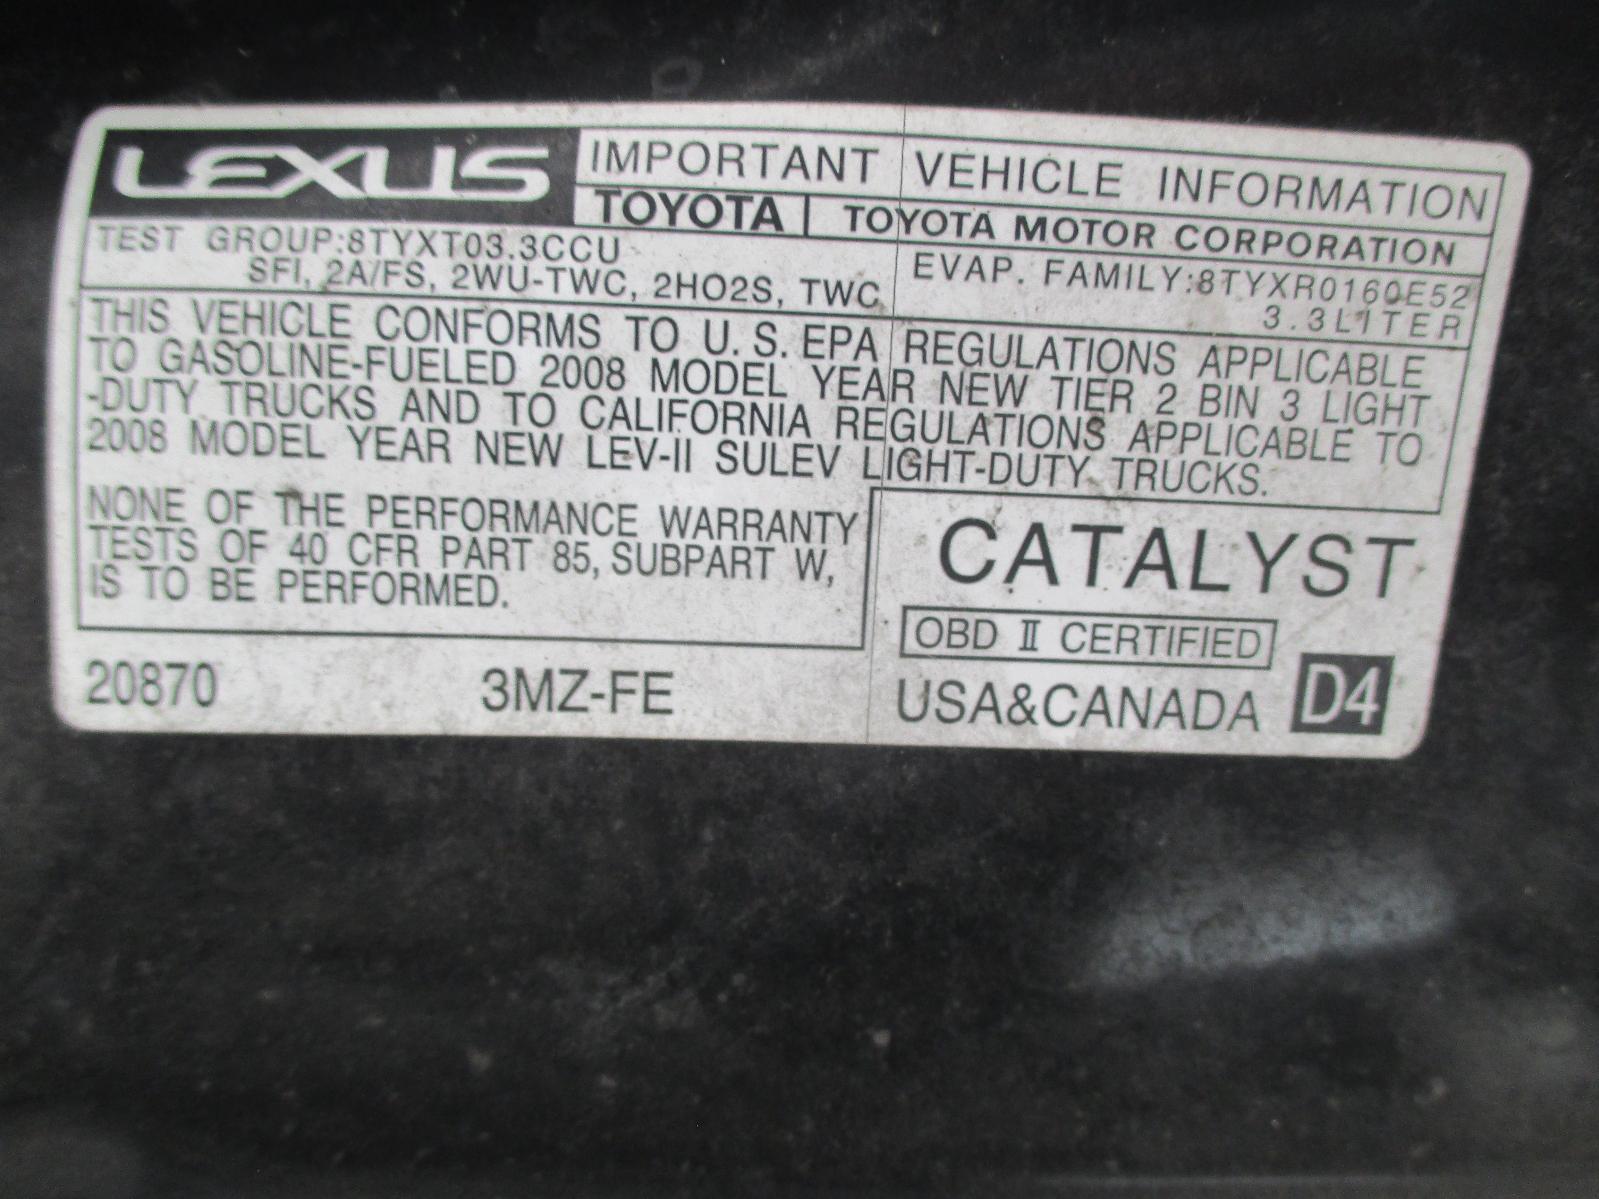 LEXUS IMPORTANT VEHICLE INFORMATION
TOYOTA TOYOTA MOTOR CORPORATION
TEST GROUP:8TYXT03.3CCU
SFI, 2A/FS, 2WU-TWC, 2HO2S, TWC
EVAP. FAMILY:8TYXR0160E52
3.3LITER
THIS VEHICLE CONFORMS TO U.S. EPA REGULATIONS APPLICABLE
TO GASOLINE-FUELED 2008 MODEL YEAR NEW TIER 2 BIN 3 LIGHT
-DUTY TRUCKS AND TO CALIFORNIA REGULATIONS APPLICABLE TO
2008 MODEL YEAR NEW LEV-II SULEV LIGHT-DUTY TRUCKS.
NONE OF THE PERFORMANCE WARRANTY
TESTS OF 40 CFR PART 85, SUBPART W,
IS TO BE PERFORMED.
CATALYST
OBD II CERTIFIED
20870 3MZ-FE USA&CANADA D4